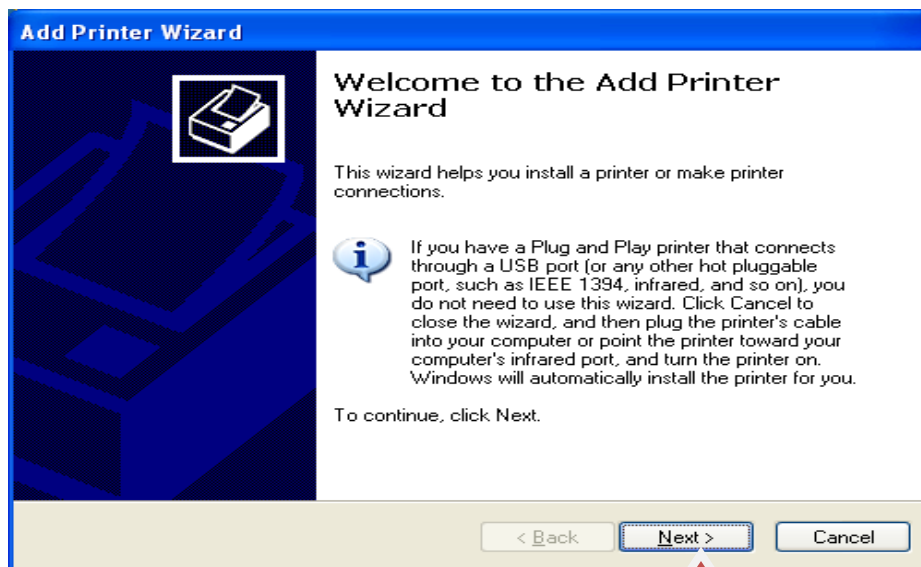 Add Printer Wizard
Welcome to the Add Printer
Wizard
This wizard helps you install a printer or make printer
connections.
If you have a Plug and Play printer that connects
through a USB port (or any other hot pluggable
port, such as IEEE 1394, infrared, and so on), you
do not need to use this wizard. Click Cancel to
close the wizard, and then plug the printer's cable
into your computer or point the printer toward your
computer's infrared port, and turn the printer on.
Windows will automatically install the printer for you.
To continue, click Next.
< Back Next > Cancel